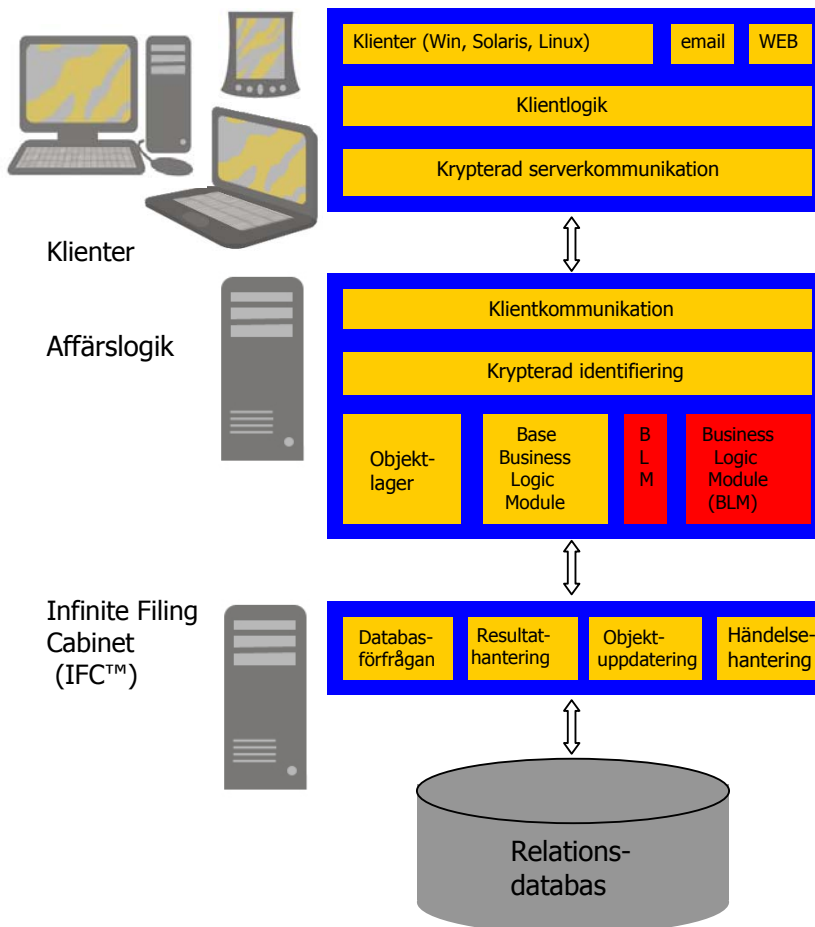 Klienter (Win, Solaris, Linux)
email
WEB
Klientlogik
Krypterad serverkommunikation
Klienter
Affärslogik
Klientkommunikation
Krypterad identifiering
Objekt-
lager
Base
Business
Logic
Module
B
L
M
Business
Logic
Module
(BLM)
Infinite Filing
Cabinet
(IFC™)
Databas-
förfrågan
Resultat-
hantering
Objekt-
uppdatering
Händelse-
hantering
Relations-
databas